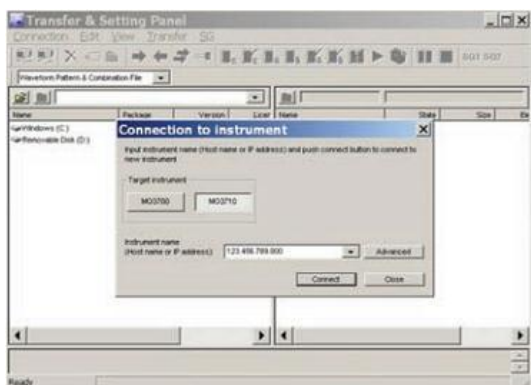 Transfer & Setting Panel
Connection Edit View Transfer SG
SG1 SG2
Waveform Pattern & Combination File
Name Package Version Name State Size
Windows (C:)
Removable Disk (D:)
Connection to instrument
Input instrument name (Host name or IP address) and push connect button to connect to
new instrument
Target instrument
MG3700 MG3710
Instrument name
(Host name or IP address) 123.456.789.000 Advanced
Connect Close
Ready